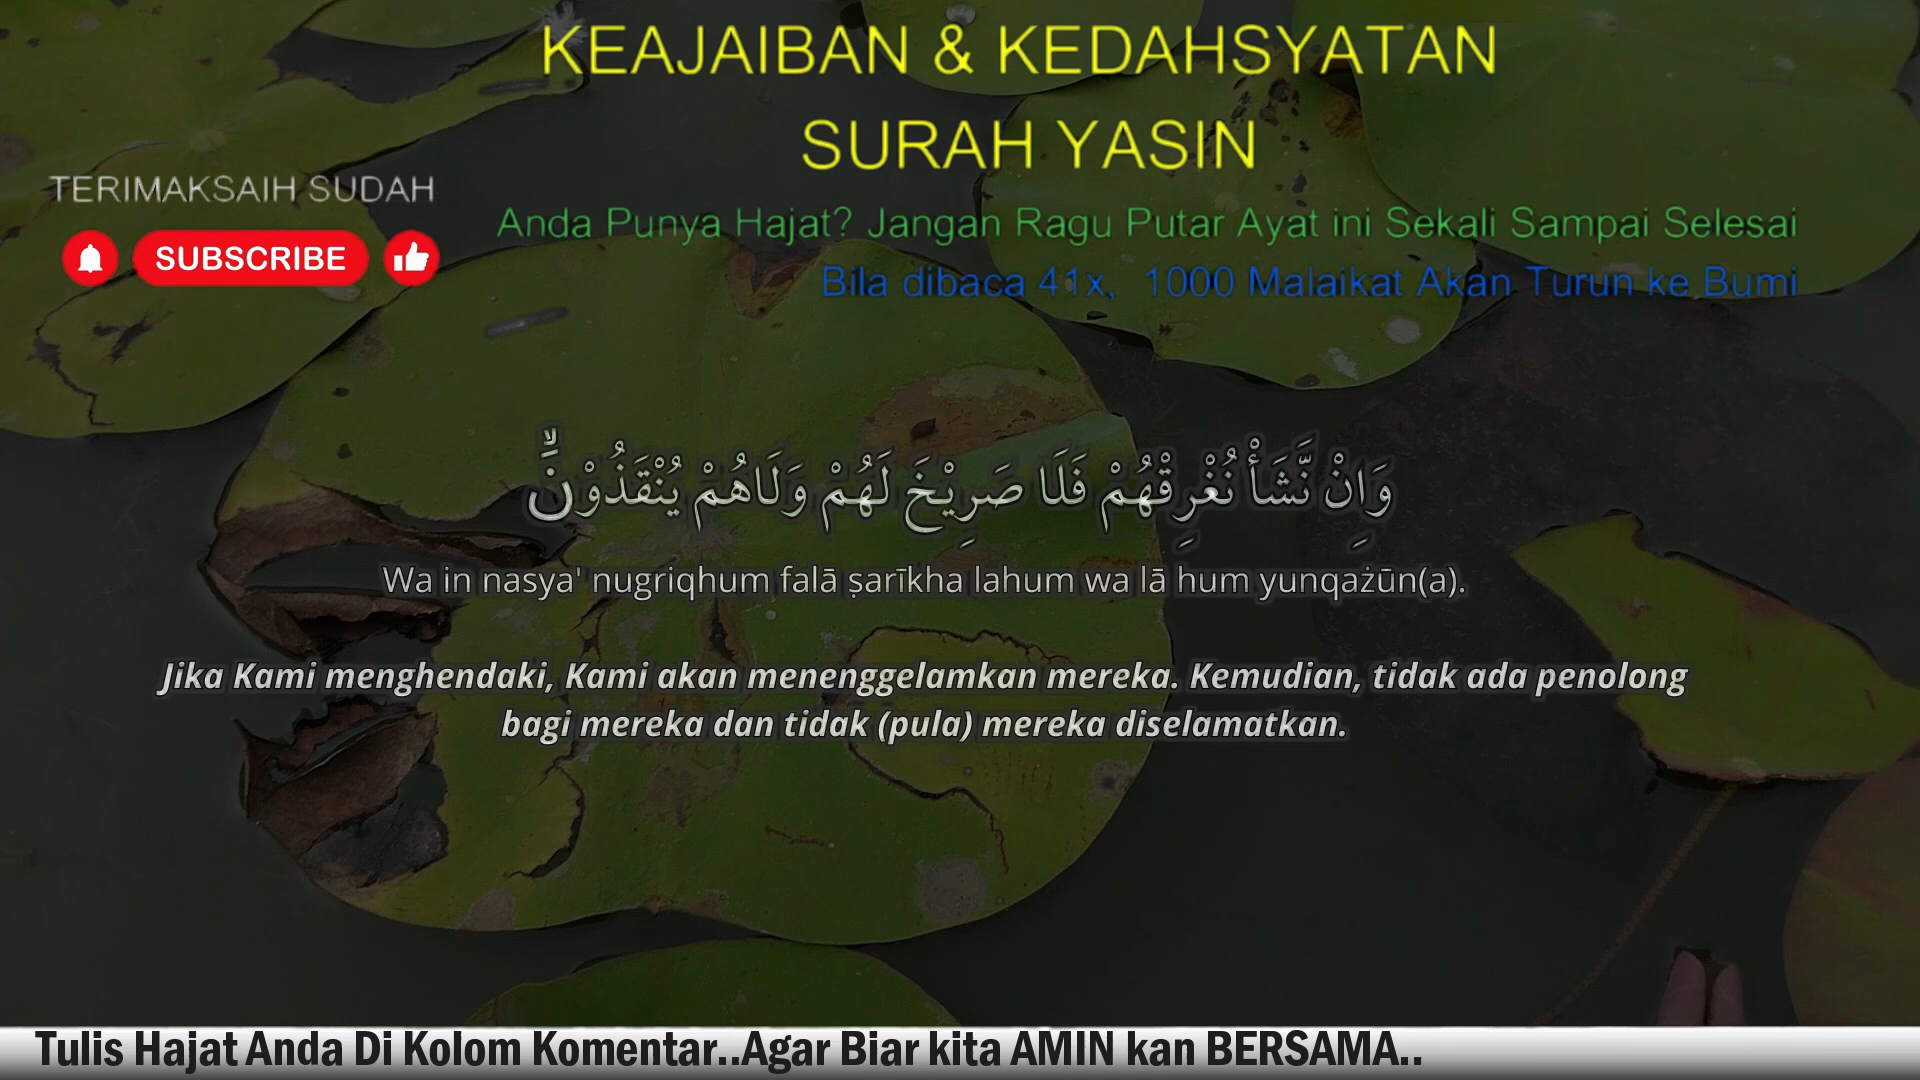 KEAJAIBAN & KEDAHSYATAN
SURAH YASIN
TERIMAKSAIH SUDAH
SUBSCRIBE
Anda Punya Hajat? Jangan Ragu Putar Ayat ini Sekali Sampai Selesai
Bila dibaca 41x, 1000 Malaikat Akan Turun ke Bumi
وَاِنْ نَّشَأْ نُغْرِقْهُمْ فَلَا صَرِيْخَ لَهُمْ وَلَاهُمْ يُنْقَذُوْنَۙ
Wa in nasya' nugriqhum falā ṣarīkha lahum wa lā hum yunqażūn(a).
Jika Kami menghendaki, Kami akan menenggelamkan mereka. Kemudian, tidak ada penolong
bagi mereka dan tidak (pula) mereka diselamatkan.
Tulis Hajat Anda Di Kolom Komentar..Agar Biar kita AMIN kan BERSAMA..